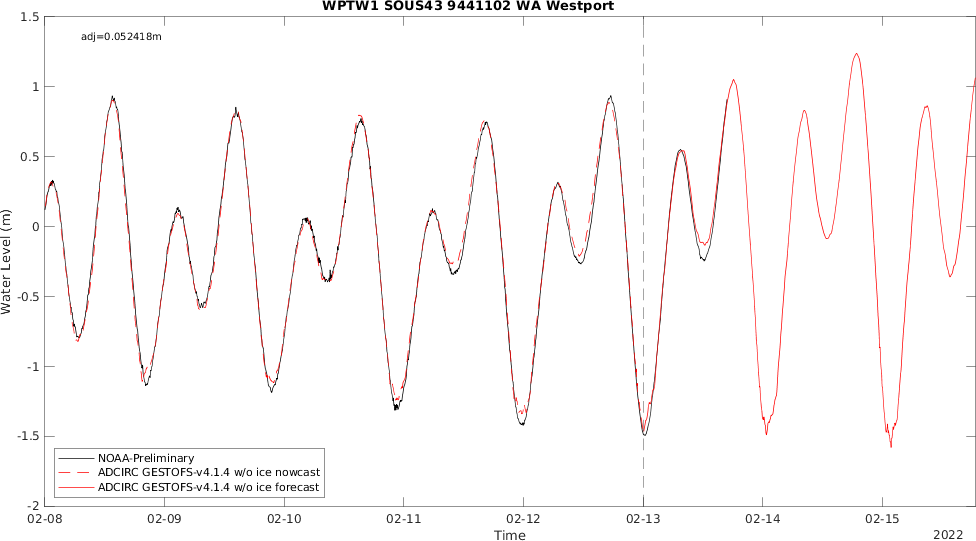 WPTW1 SOUS43 9441102 WA Westport
adj=0.052418m
1.5
1
0.5
0
-0.5
-1
-1.5
-2
Water Level (m)
NOAA-Preliminary
ADCIRC GESTOFS-v4.1.4 w/o ice nowcast
ADCIRC GESTOFS-v4.1.4 w/o ice forecast
02-08 02-09 02-10 02-11 02-12 02-13 02-14 02-15
Time
2022